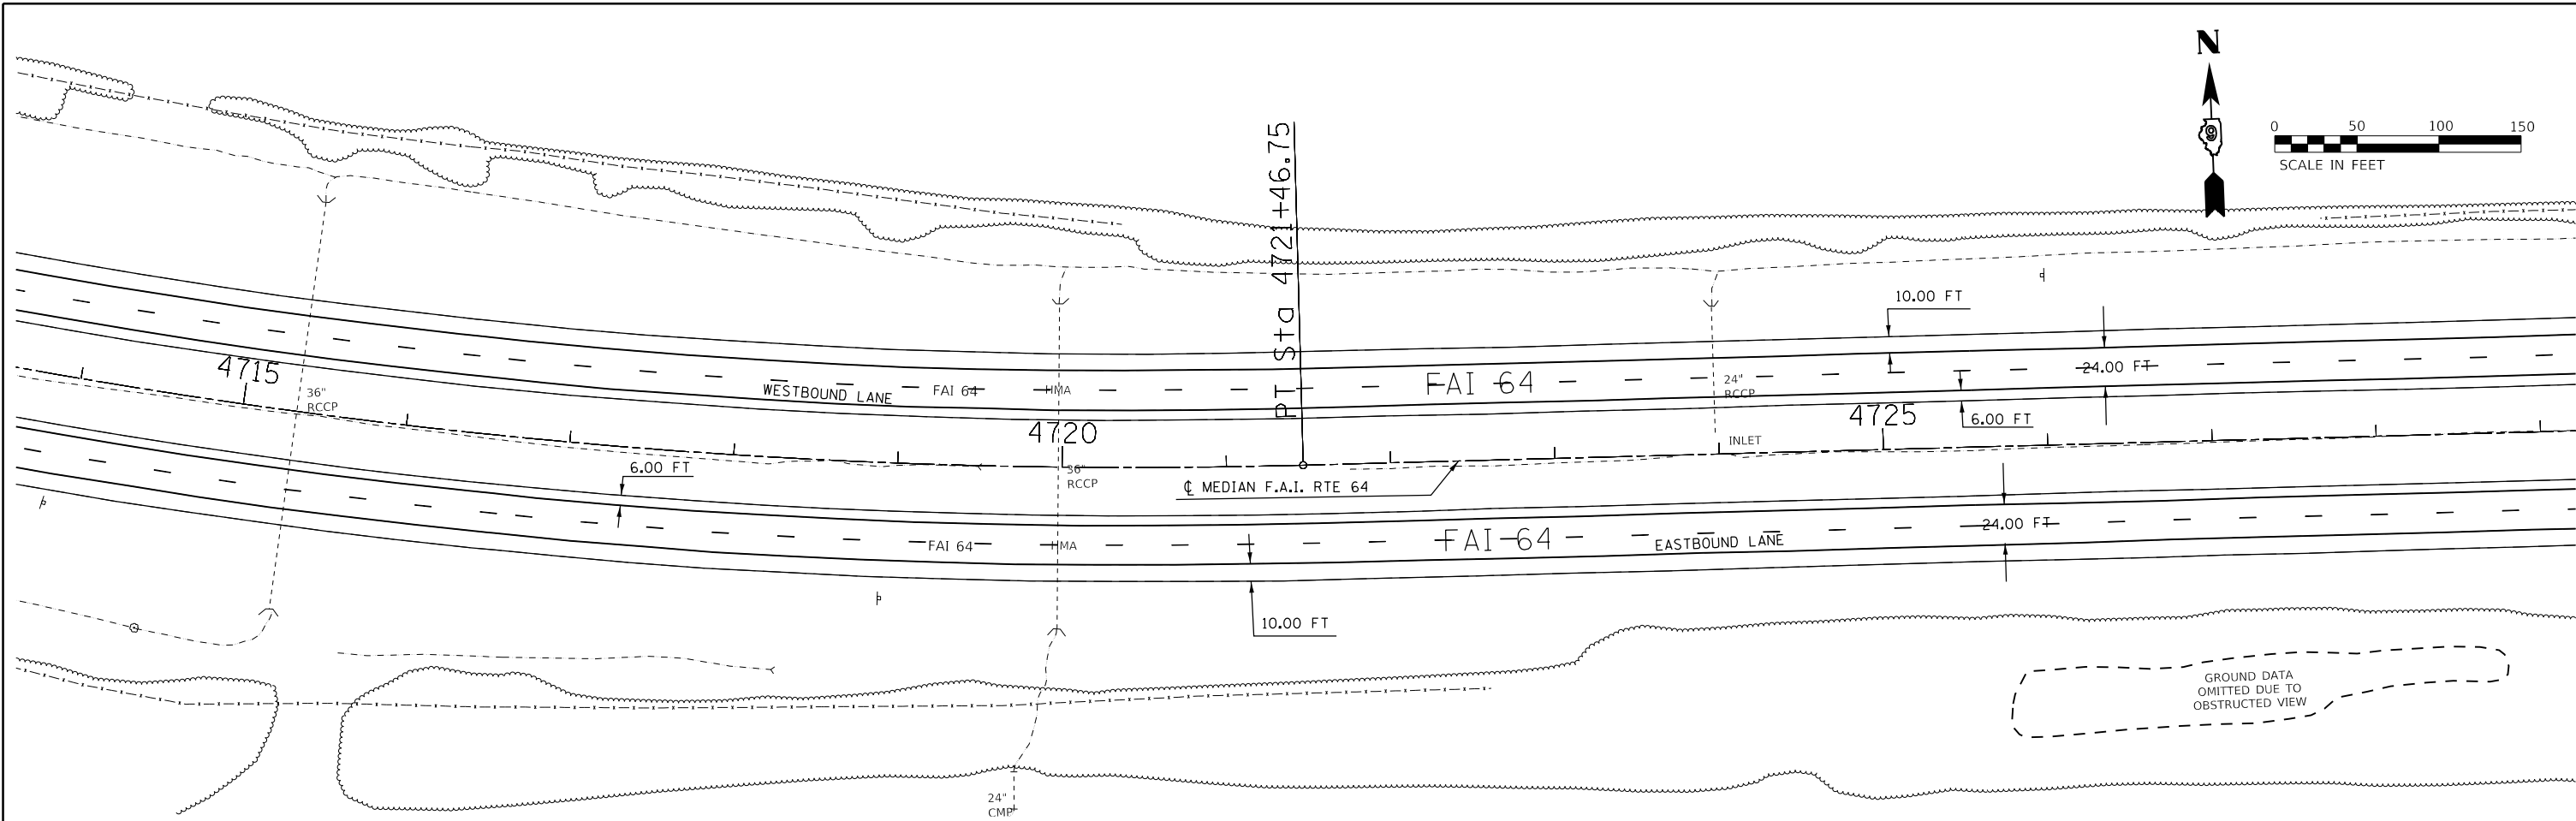 N
0 50 100 150
SCALE IN FEET
9
PT Sta 4721+46.75
10.00 FT
24.00 FT
4715
36"
RCCP
WESTBOUND LANE
FAI 64
HMA
FAI 64
24"
RCCP
6.00 FT
4720
4725
INLET
6.00 FT
36"
RCCP
℄ MEDIAN F.A.I. RTE 64
FAI 64
HMA
FAI 64
EASTBOUND LANE
24.00 FT
10.00 FT
GROUND DATA
OMITTED DUE TO
OBSTRUCTED VIEW
24"
CMP